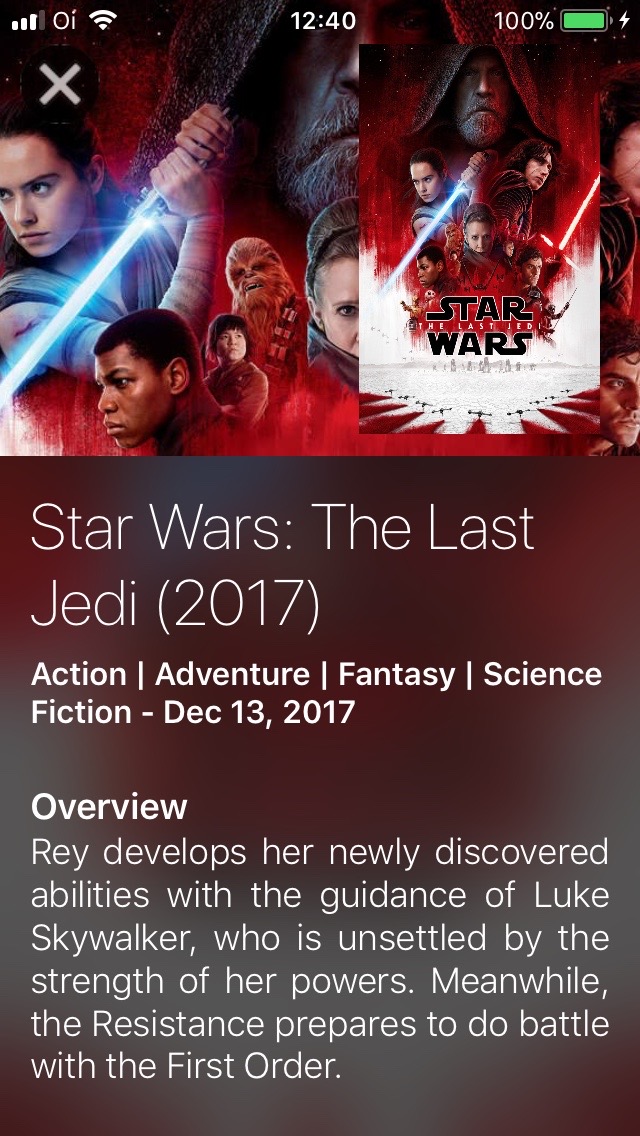 Oi 12:40 100%
STAR
THE LAST JEDI
WARS
Star Wars: The Last
Jedi (2017)
Action | Adventure | Fantasy | Science
Fiction - Dec 13, 2017
Overview
Rey develops her newly discovered
abilities with the guidance of Luke
Skywalker, who is unsettled by the
strength of her powers. Meanwhile,
the Resistance prepares to do battle
with the First Order.